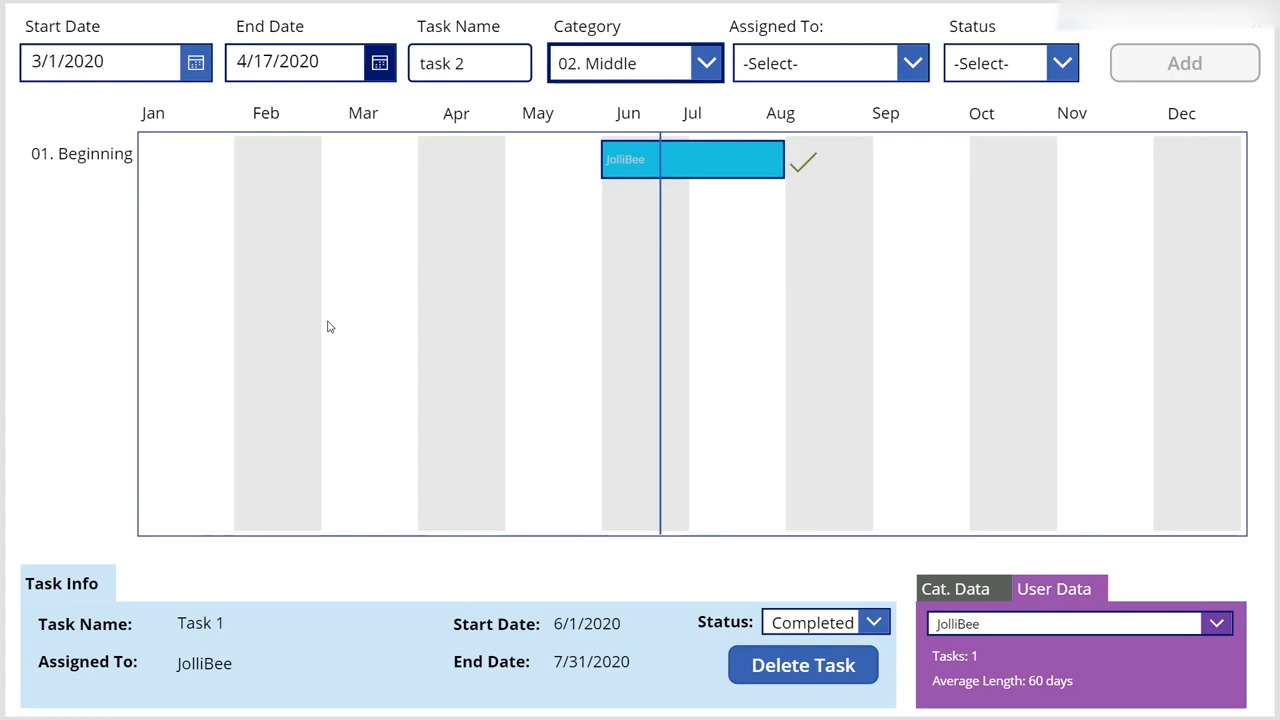 Start Date End Date Task Name Category Assigned To: Status
3/1/2020 4/17/2020 task 2 02. Middle -Select- -Select- Add
Jan Feb Mar Apr May Jun Jul Aug Sep Oct Nov Dec
01. Beginning JolliBee
Task Info
Task Name: Task 1 Start Date: 6/1/2020 Status: Completed
Assigned To: JolliBee End Date: 7/31/2020 Delete Task
Cat. Data User Data
JolliBee
Tasks: 1
Average Length: 60 days